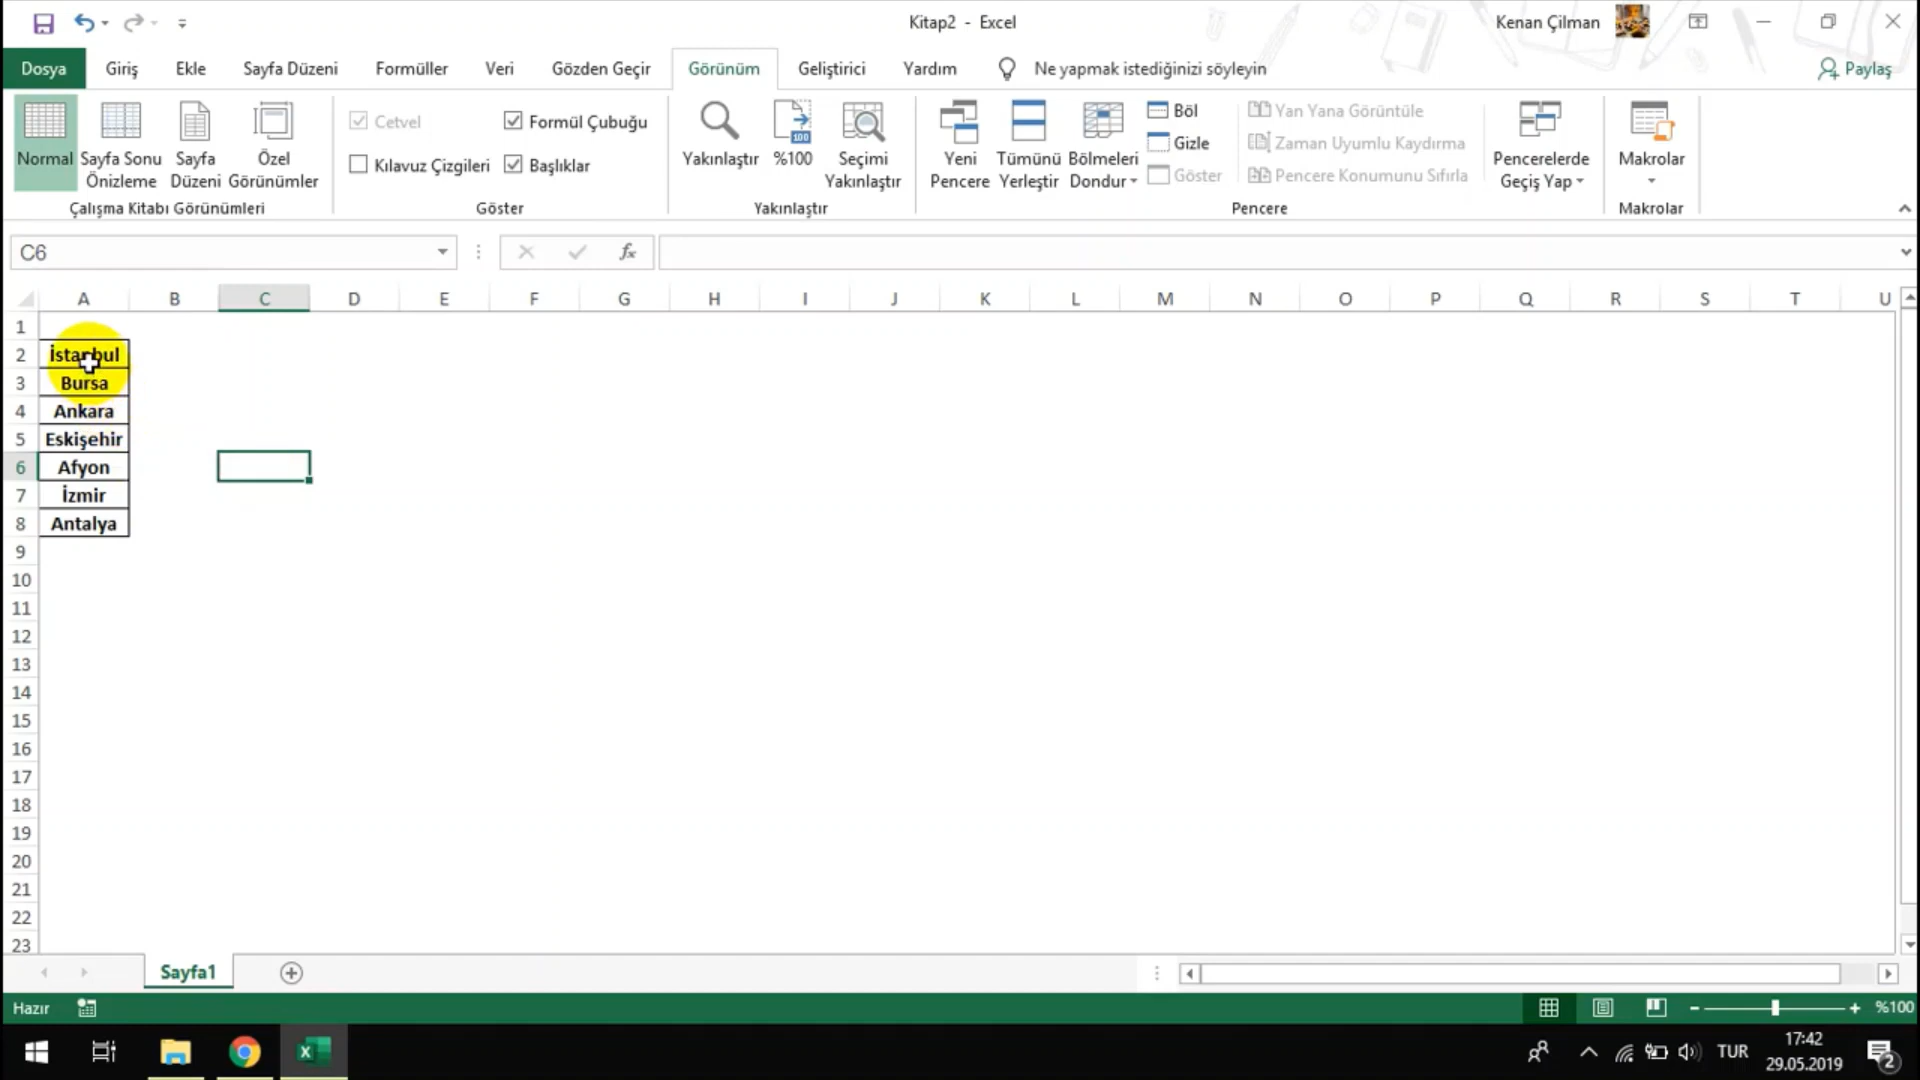 Kitap2 - Excel
Kenan Çilman
Dosya Giriş Ekle Sayfa Düzeni Formüller Veri Gözden Geçir Görünüm Geliştirici Yardım Ne yapmak istediğinizi söyleyin Paylaş
Normal
Sayfa Sonu
Önizleme
Sayfa
Düzeni
Özel
Görünümler
Çalışma Kitabı Görünümleri
Cetvel
Formül Çubuğu
Kılavuz Çizgileri
Başlıklar
Göster
Yakınlaştır
100
%100
Seçimi
Yakınlaştır
Yakınlaştır
Yeni
Pencere
Tümünü
Yerleştir
Bölmeleri
Dondur
Böl
Gizle
Göster
Yan Yana Görüntüle
Zaman Uyumlu Kaydırma
Pencere Konumunu Sıfırla
Pencerelerde
Geçiş Yap
Pencere
Makrolar
Makrolar
C6
fx
A B C D E F G H I J K L M N O P Q R S T U
1
2 İstanbul
3 Bursa
4 Ankara
5 Eskişehir
6 Afyon
7 İzmir
8 Antalya
9
10
11
12
13
14
15
16
17
18
19
20
21
22
23
Sayfa1
Hazır
%100
TUR
17:42
29.05.2019
2